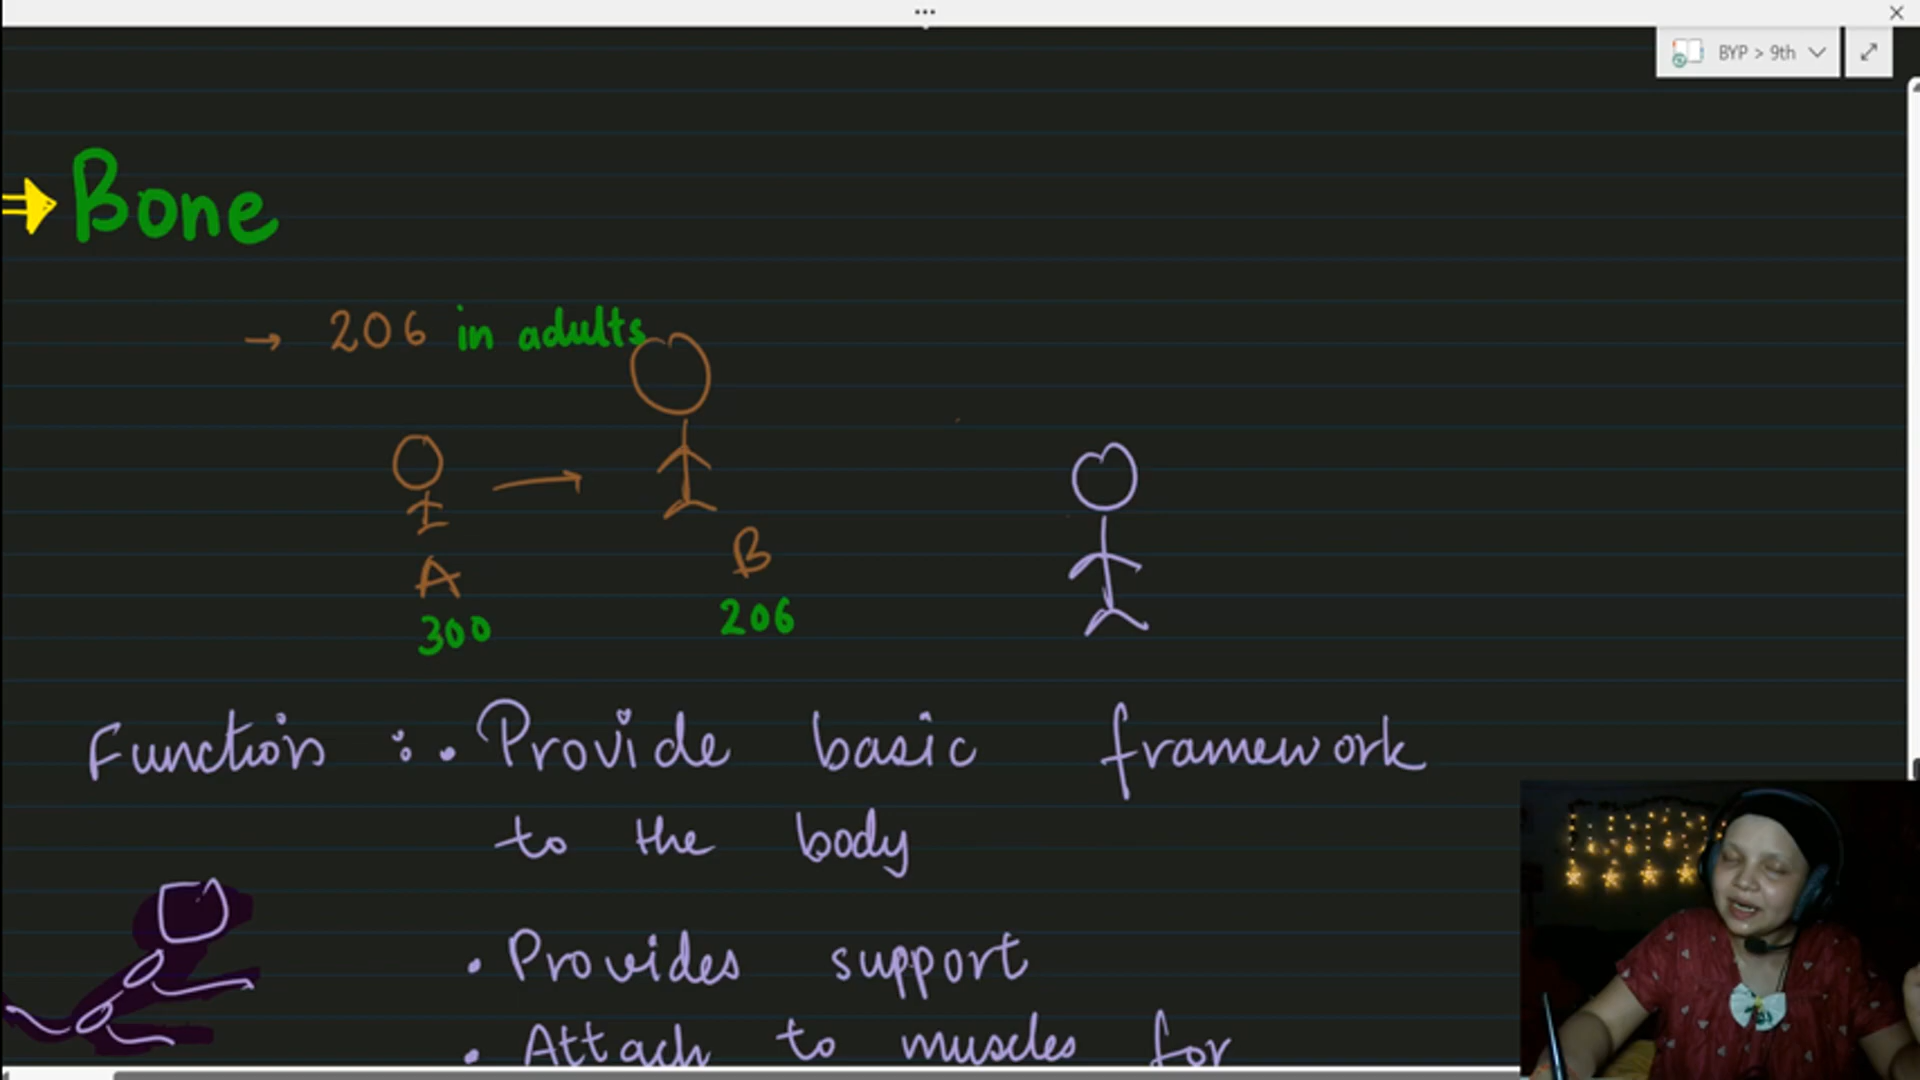 BYP > 9th
⇒ Bone
→ 206 in adults
A
B
300
206
Function :• Provide basic framework
to the body
• Provides support
• Attach to muscles for